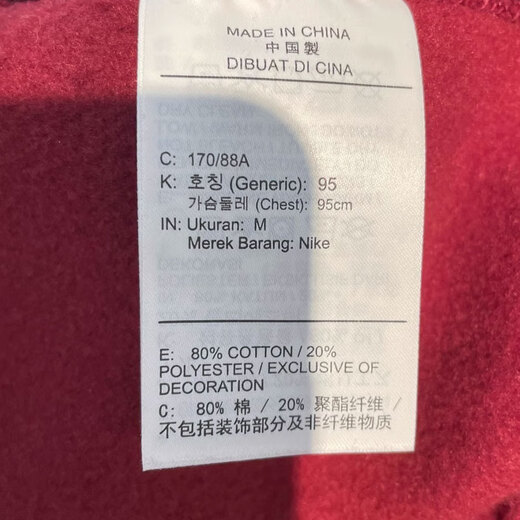 MADE IN CHINA
中国製
DIBUAT DI CINA
C: 170/88A
K: 호칭 (Generic): 95
가슴둘레 (Chest): 95cm
IN: Ukuran: M
Merek Barang: Nike
E: 80% COTTON / 20%
POLYESTER / EXCLUSIVE OF
DECORATION
C: 80% 棉 / 20% 聚酯纤维 /
不包括装饰部分及非纤维物质